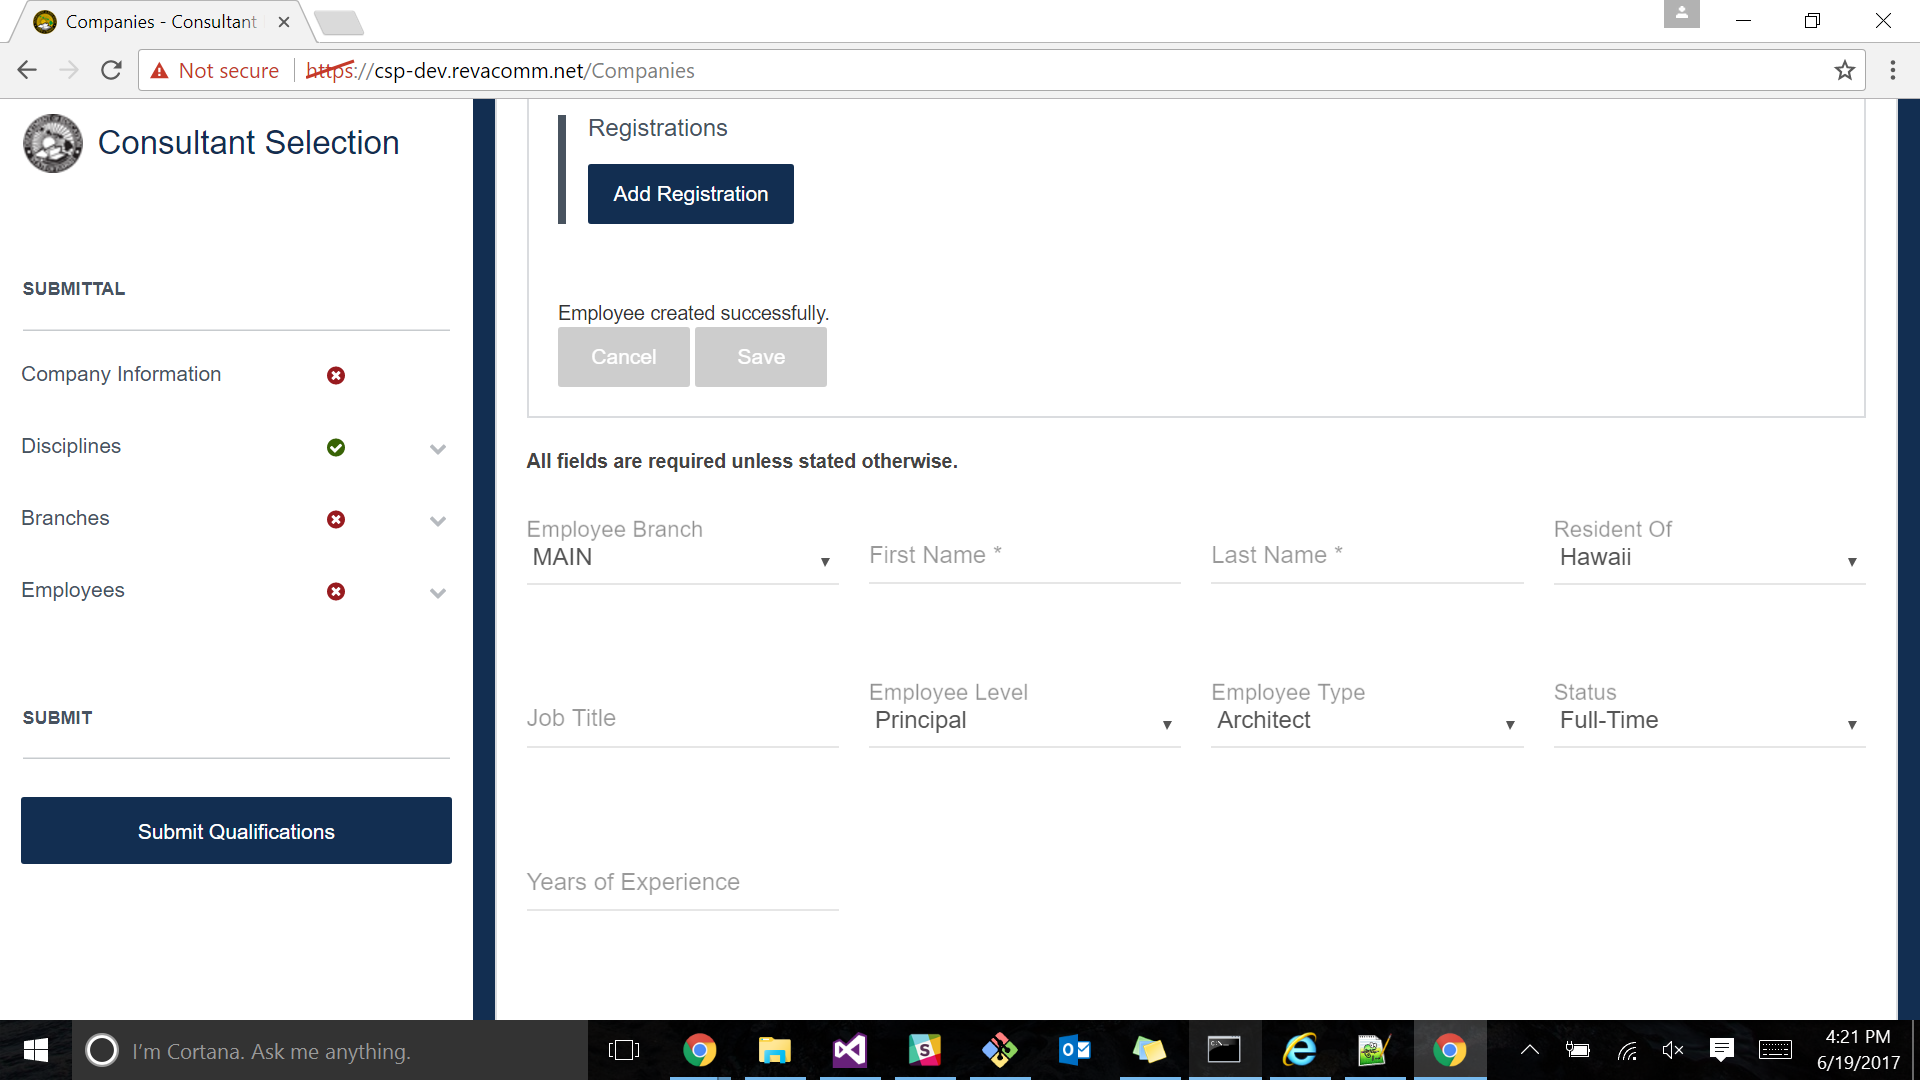 Companies - Consultant
Not secure https://csp-dev.revacomm.net/Companies
Consultant Selection
SUBMITTAL
Company Information
Disciplines
Branches
Employees
SUBMIT
Submit Qualifications
Registrations
Add Registration
Employee created successfully.
Cancel Save
All fields are required unless stated otherwise.
Employee Branch
MAIN
First Name *
Last Name *
Resident Of
Hawaii
Job Title
Employee Level
Principal
Employee Type
Architect
Status
Full-Time
Years of Experience
I'm Cortana. Ask me anything.
4:21 PM
6/19/2017